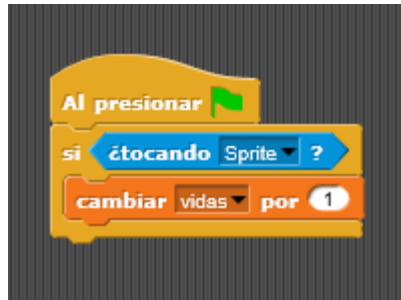 Al presionar
si ¿tocando Sprite ?
cambiar vidas por 1